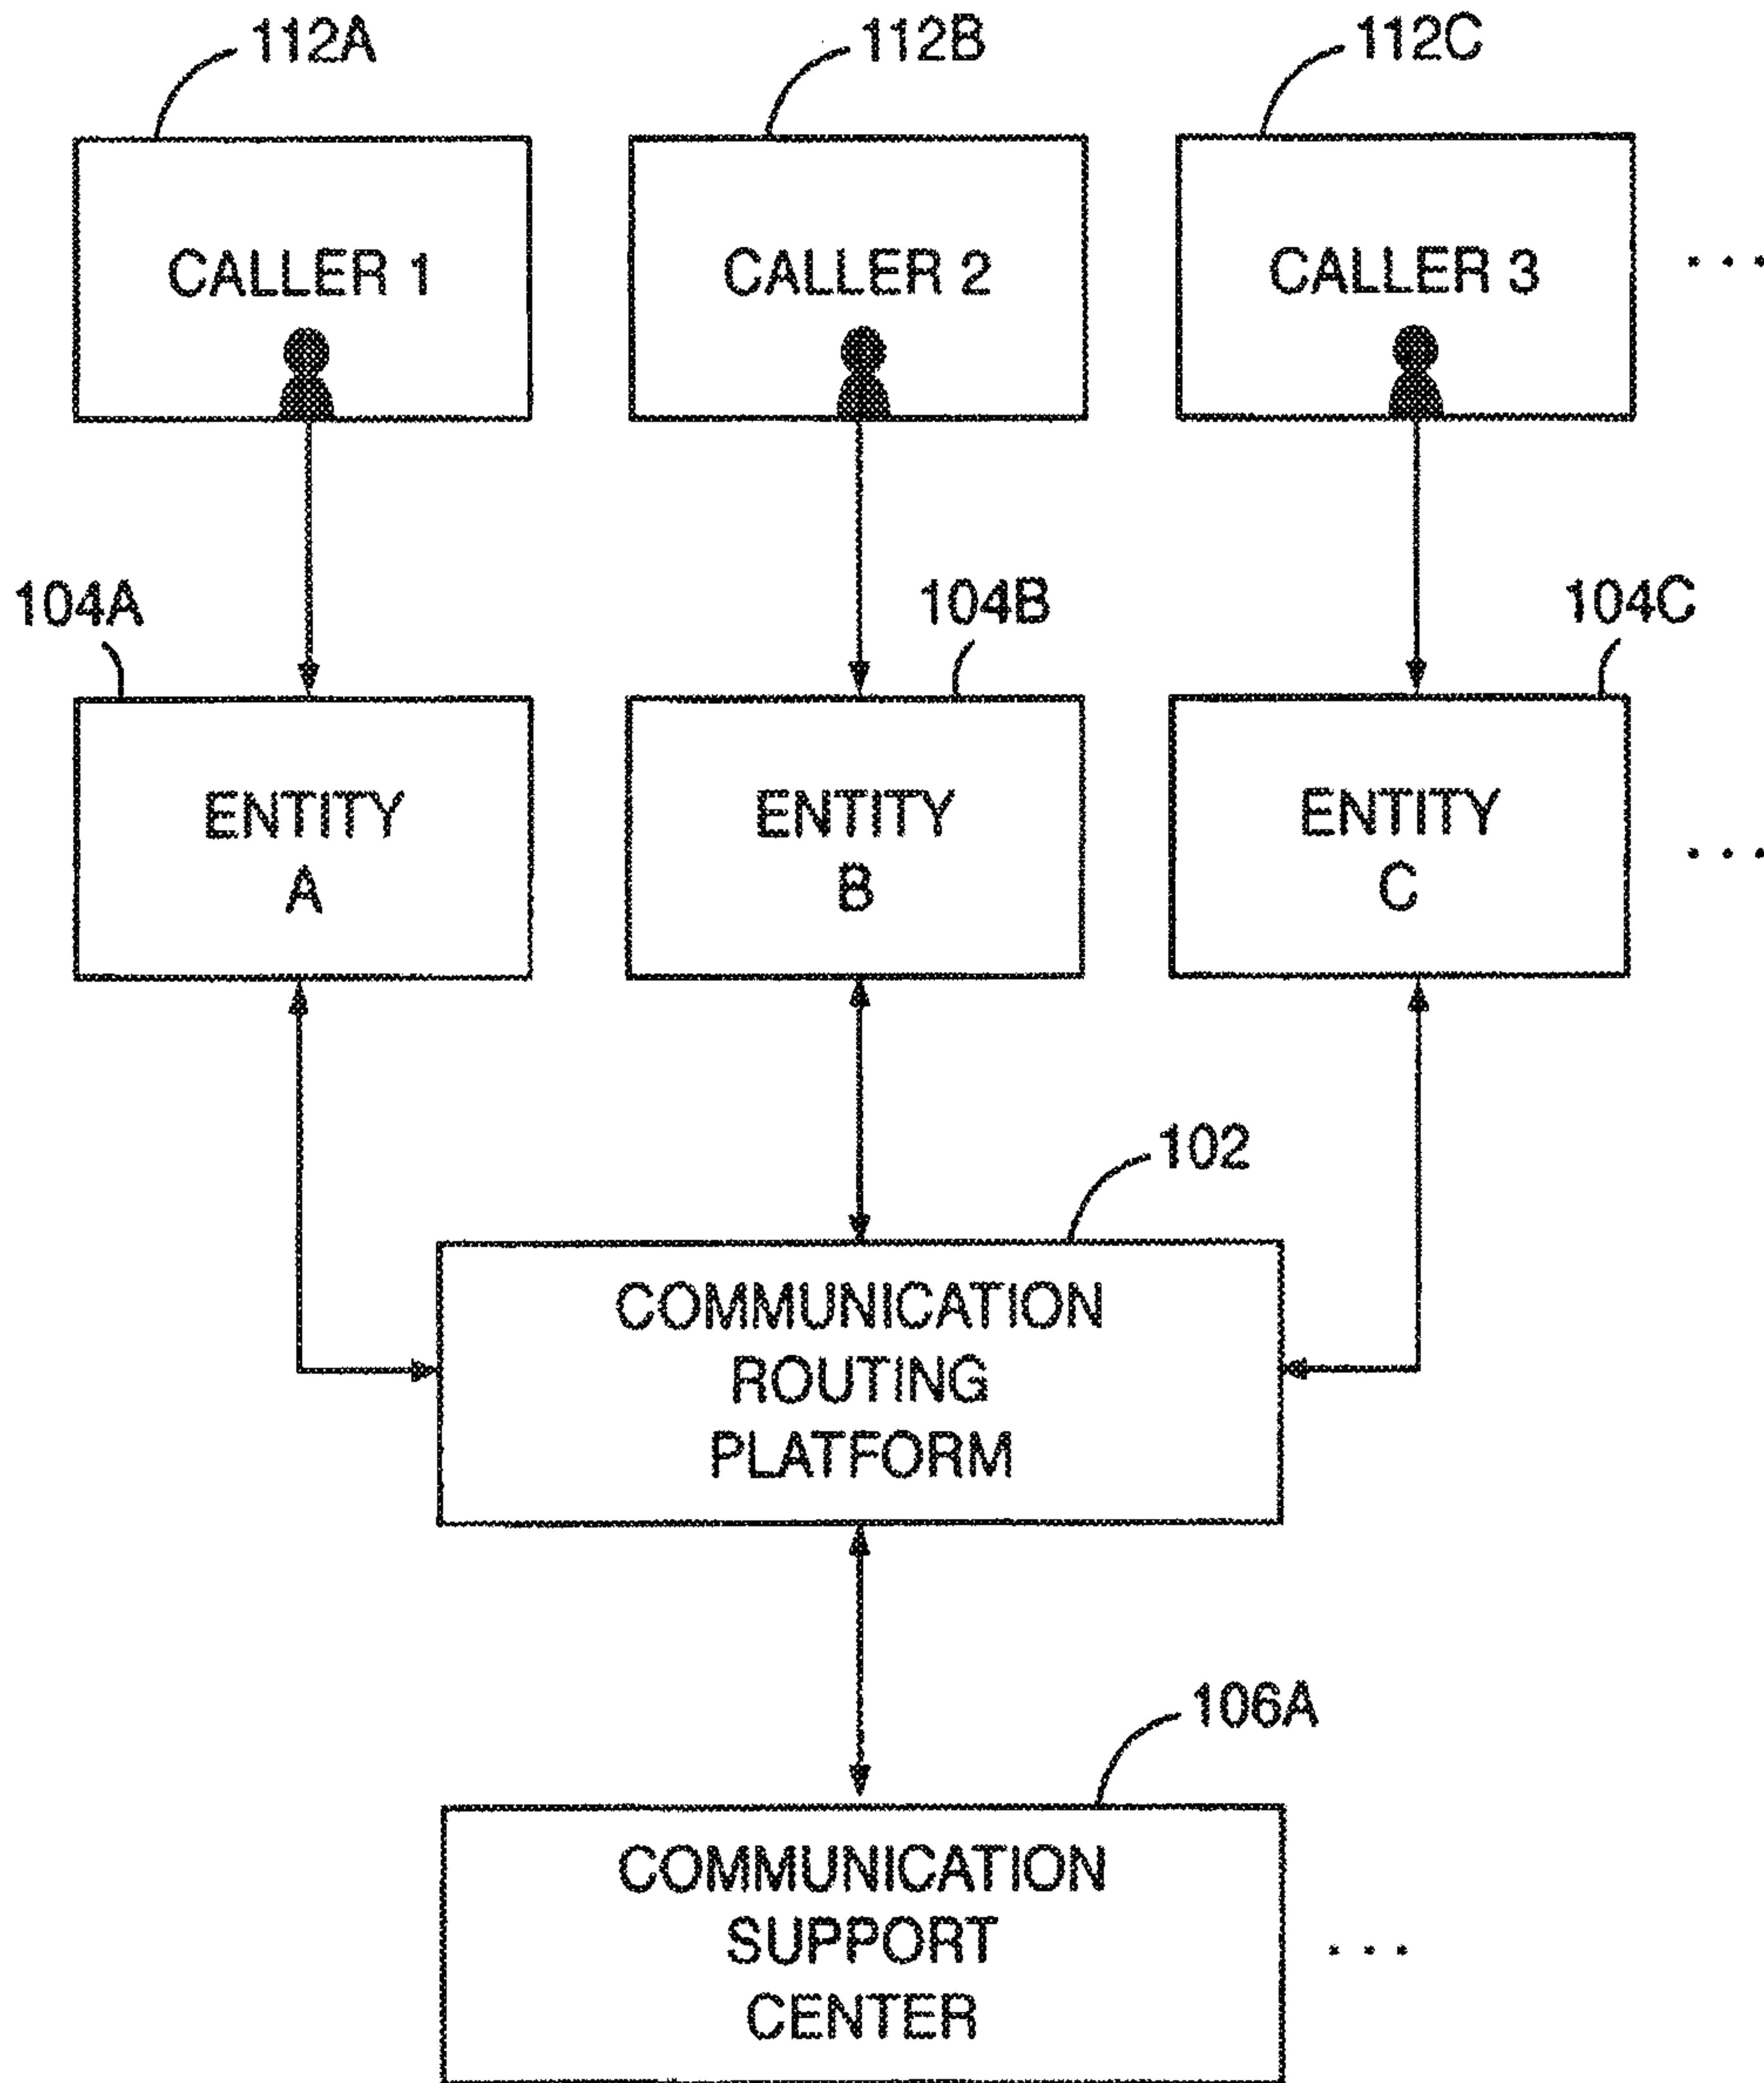 112A
112B
112C
CALLER 1
CALLER 2
CALLER 3
...
104A
104B
104C
ENTITY
A
ENTITY
B
ENTITY
C
...
102
COMMUNICATION
ROUTING
PLATFORM
106A
COMMUNICATION
SUPPORT
CENTER
...